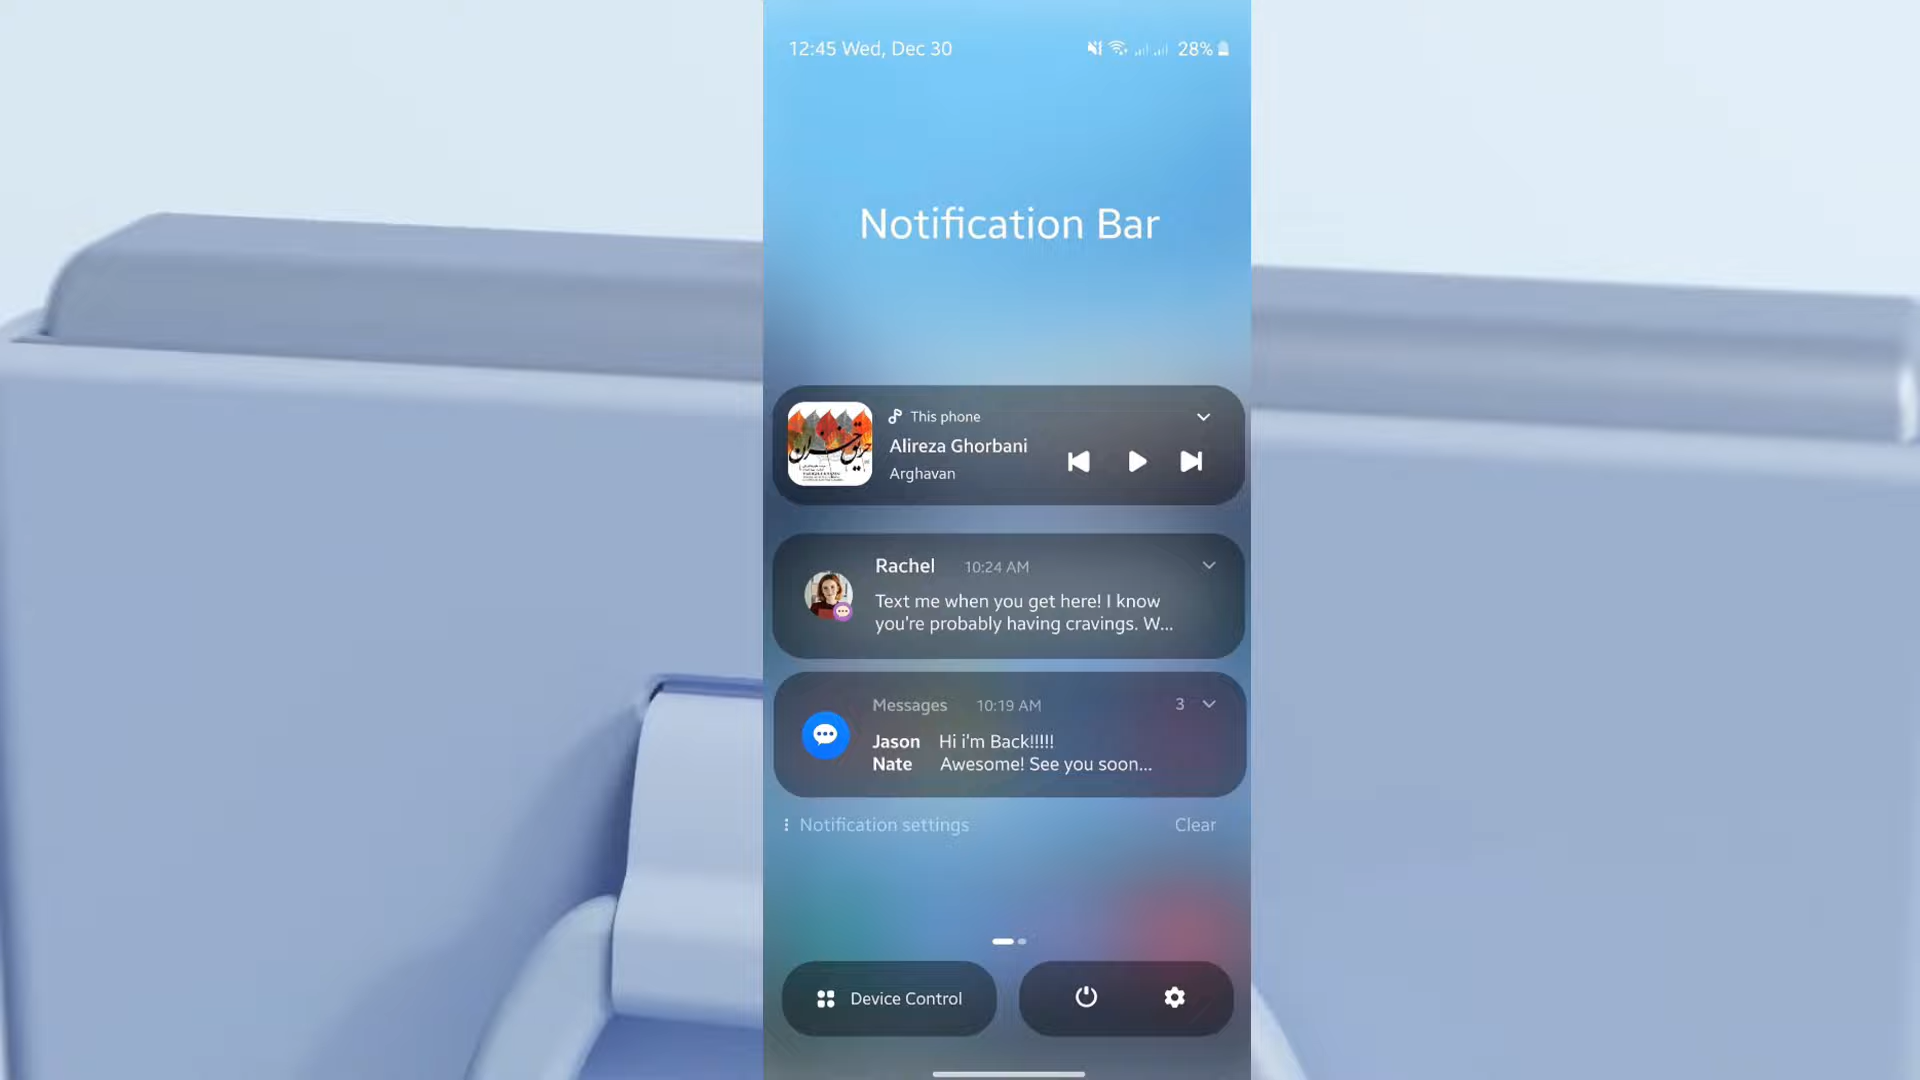 12:45 Wed, Dec 30
28%
Notification Bar
This phone
Alireza Ghorbani
Arghavan
حریق خزان
Rachel 10:24 AM
Text me when you get here! I know
you're probably having cravings. W...
Messages 10:19 AM 3
Jason Hi i'm Back!!!!!
Nate Awesome! See you soon...
Notification settings Clear
Device Control